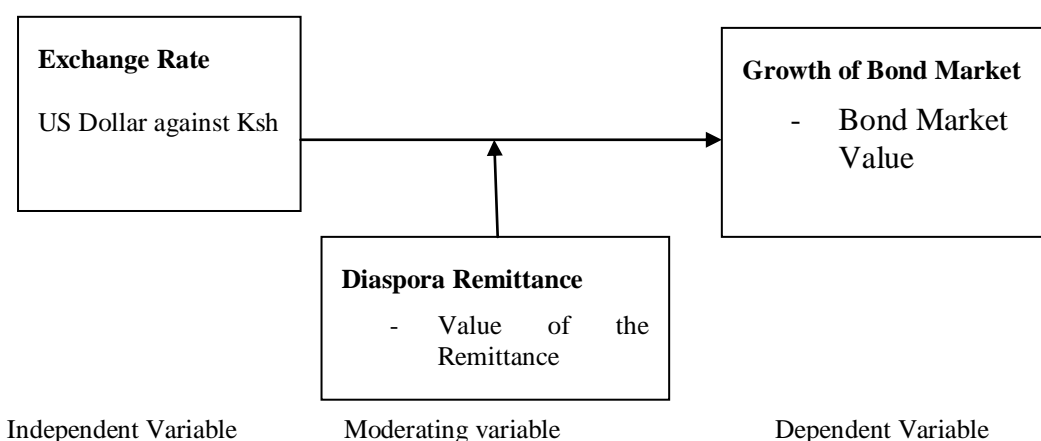 Exchange Rate
US Dollar against Ksh
Growth of Bond Market
- Bond Market
Value
Diaspora Remittance
- Value of the
Remittance
Independent Variable
Moderating variable
Dependent Variable